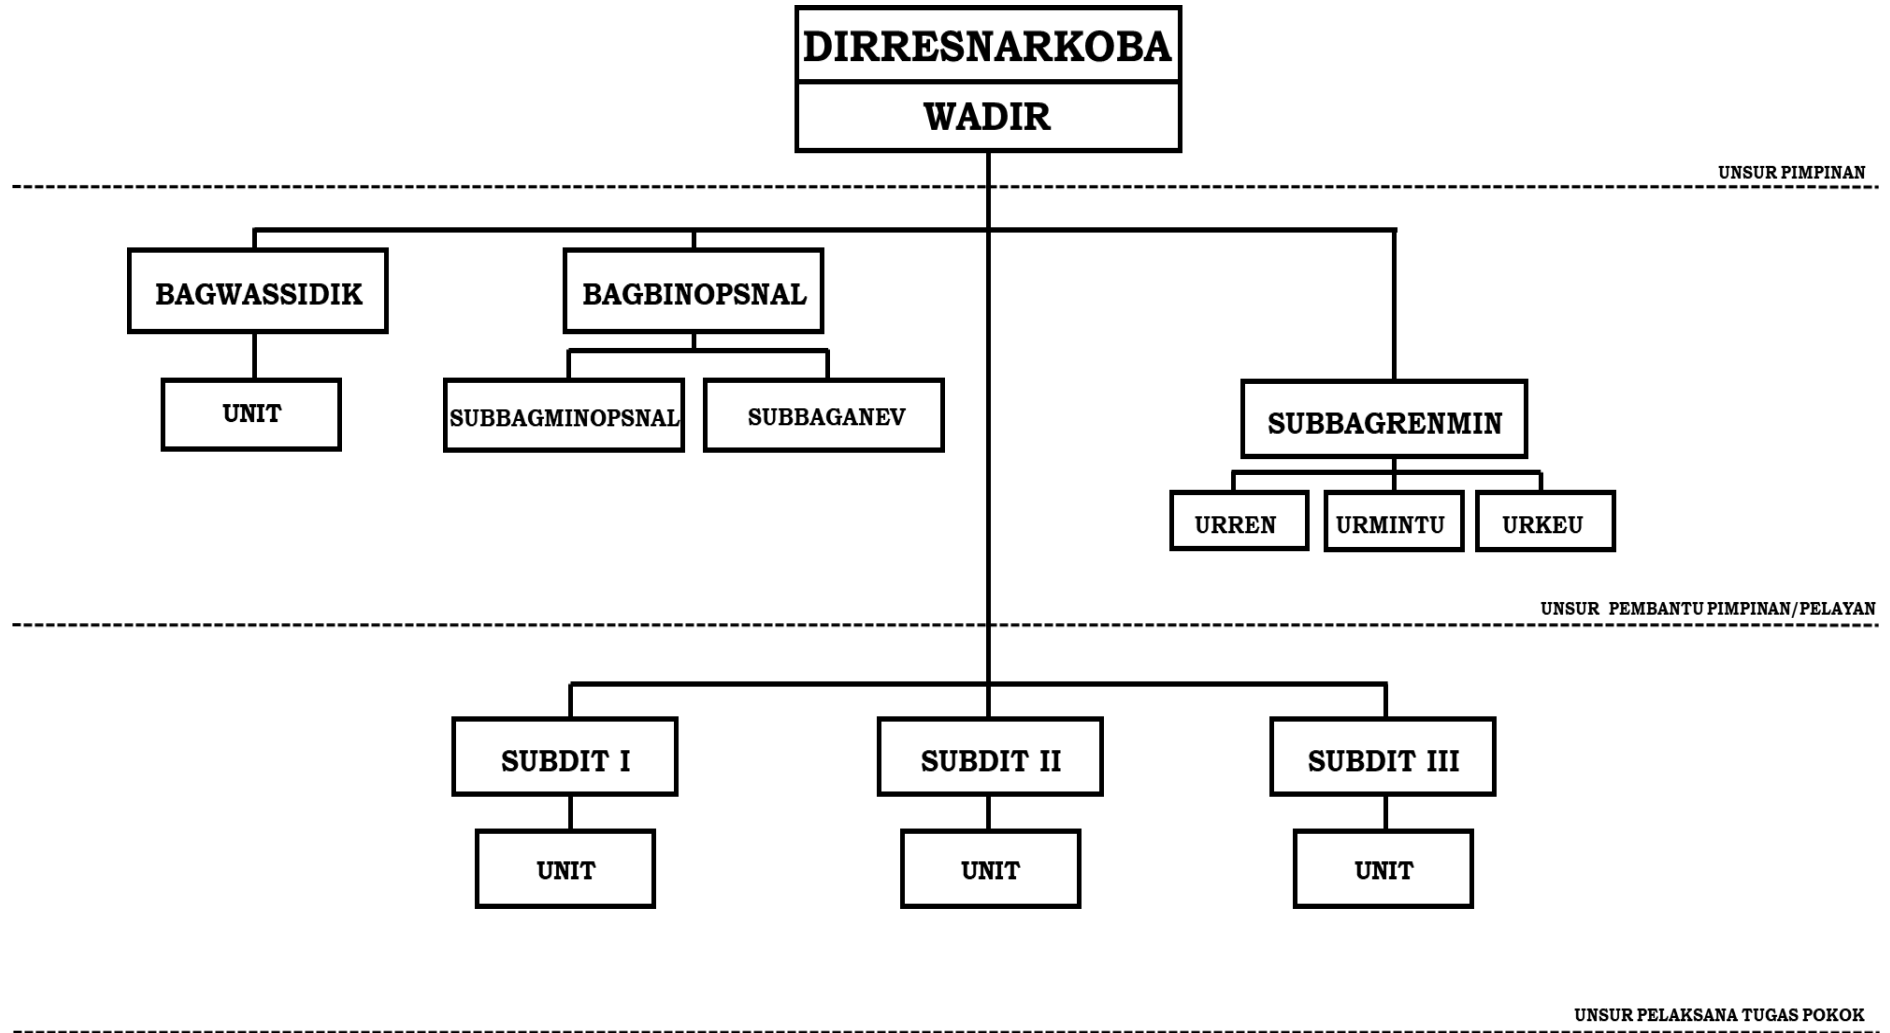 DIRRESNARKOBA
WADIR
UNSUR PIMPINAN
BAGWASSIDIK
BAGBINOPSNAL
UNIT
SUBBAGMINOPSNAL
SUBBAGANEV
SUBBAGRENMIN
URREN
URMINTU
URKEU
UNSUR PEMBANTU PIMPINAN/PELAYAN
SUBDIT I
SUBDIT II
SUBDIT III
UNIT
UNIT
UNIT
UNSUR PELAKSANA TUGAS POKOK